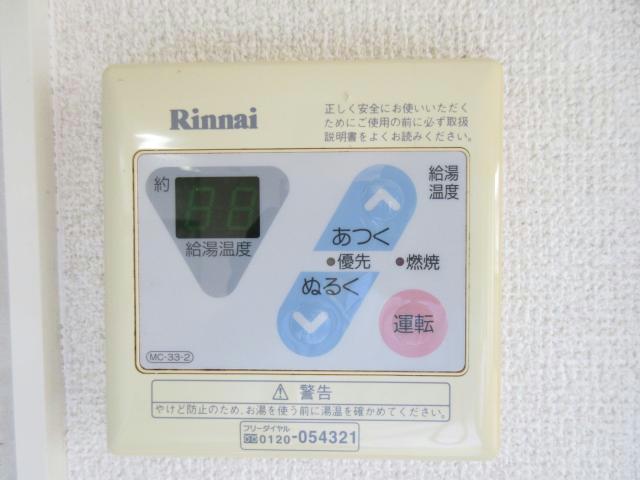 Rinnai
正しく安全にお使いいただく
ためにご使用の前に必ず取扱
説明書をよくお読みください。
約
88
給湯温度
給湯
温度
あつく
優先
燃焼
ぬるく
運転
MC-33-2
⚠ 警告
やけど防止のため、お湯を使う前に湯温を確かめてください。
フリーダイヤル
0120-054321